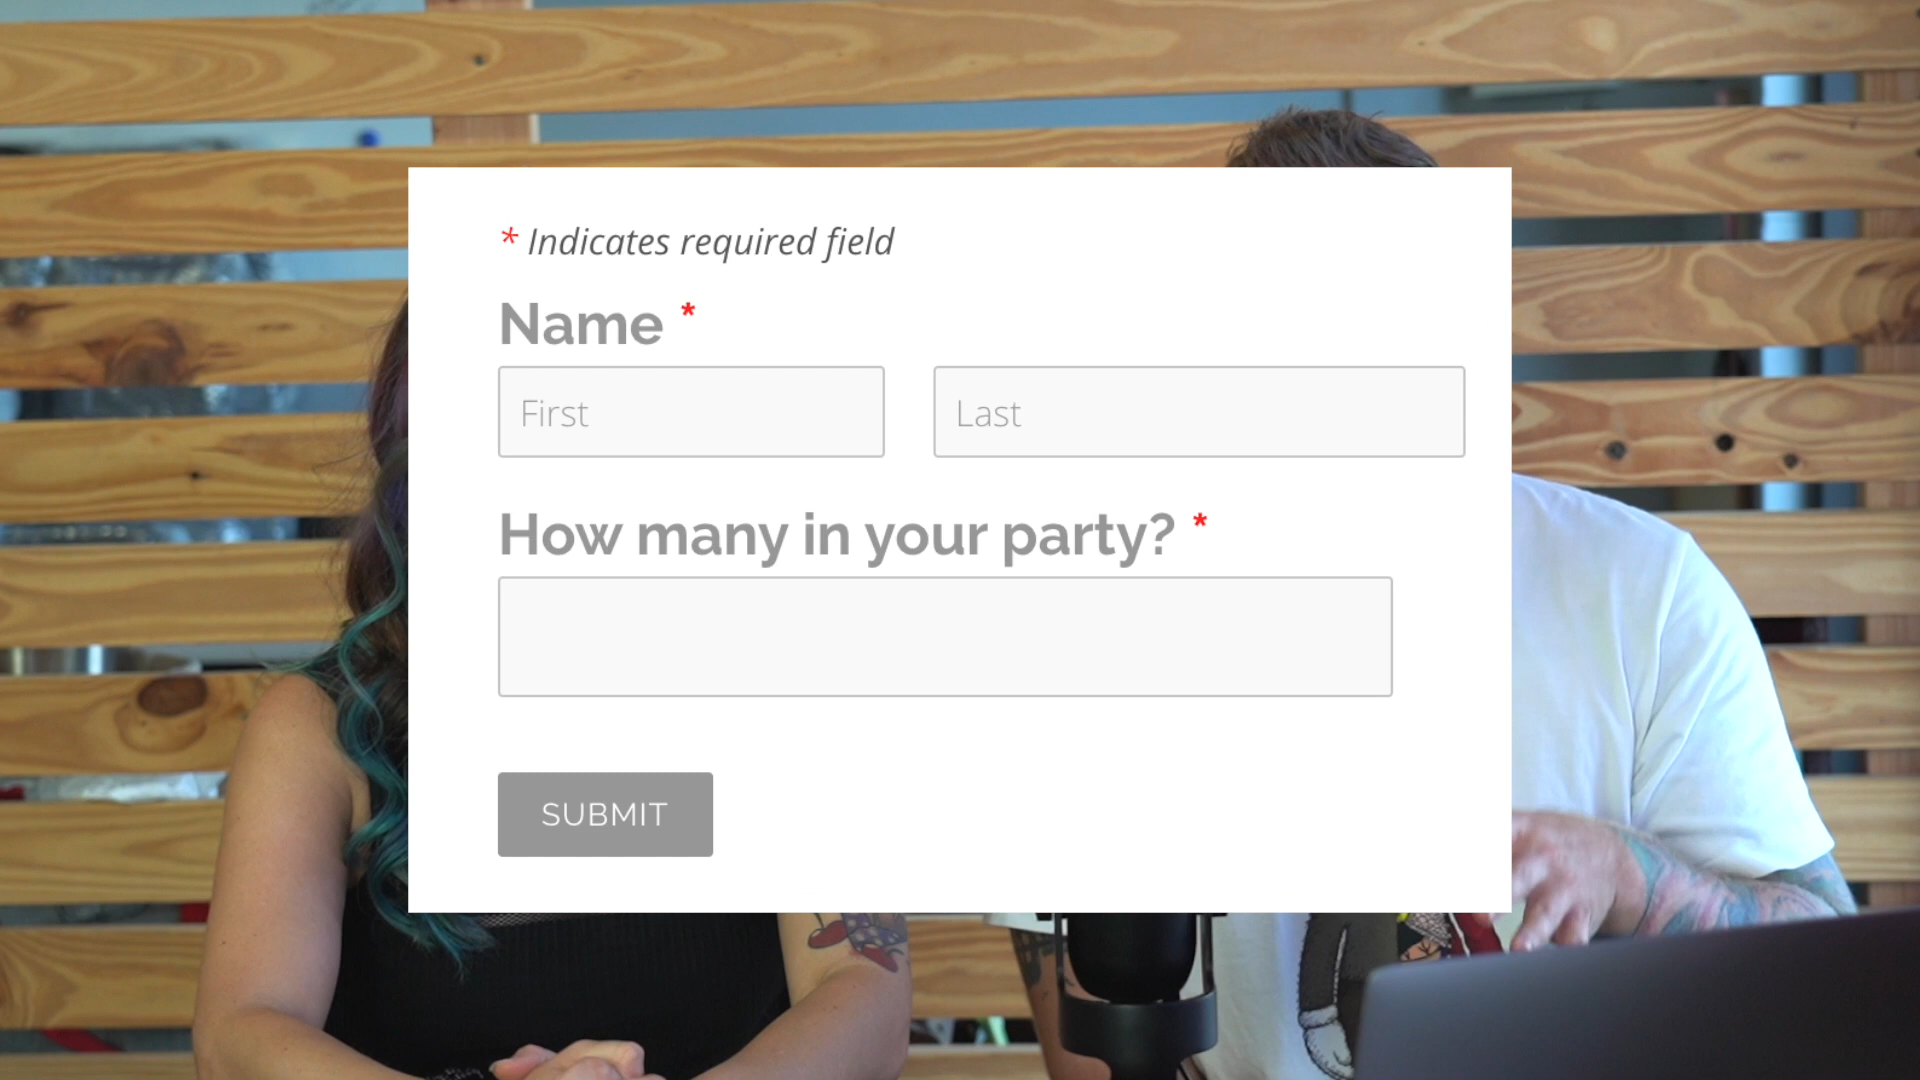 * Indicates required field
Name *
First
Last
How many in your party? *
SUBMIT